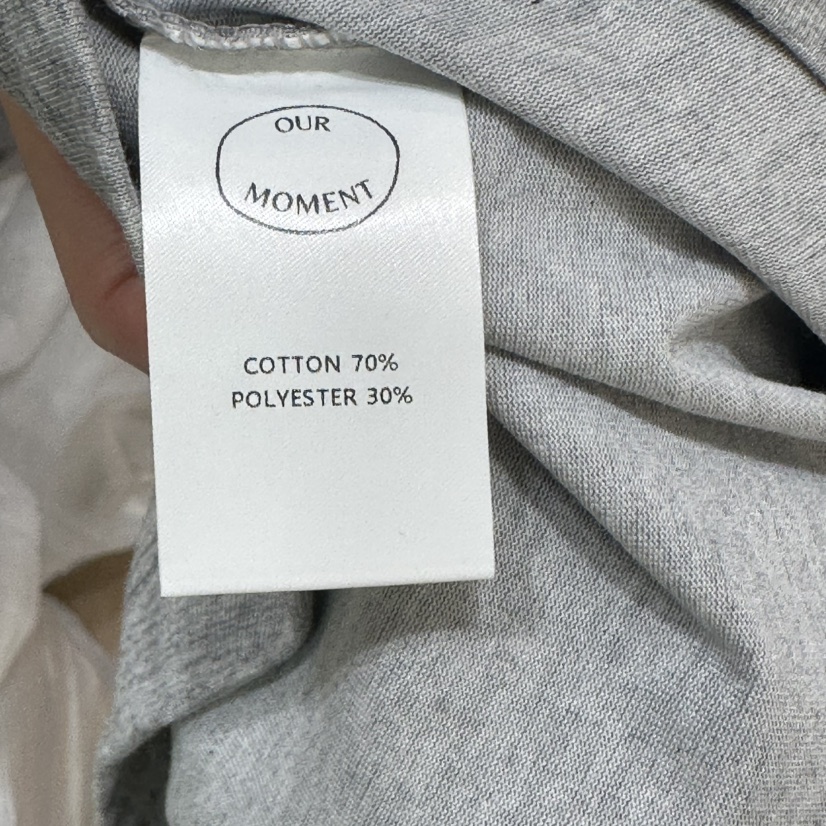 OUR
MOMENT
COTTON 70%
POLYESTER 30%